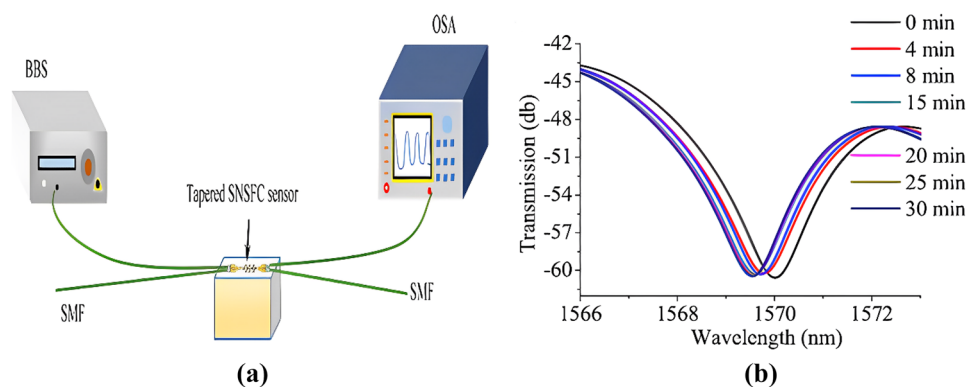 OSA
BBS
Tapered SNSFC sensor
SMF
SMF
(a)
-42
-45
-48
-51
-54
-57
-60
Transmission (db)
1566
1568
1570
1572
Wavelength (nm)
0 min
4 min
8 min
15 min
20 min
25 min
30 min
(b)